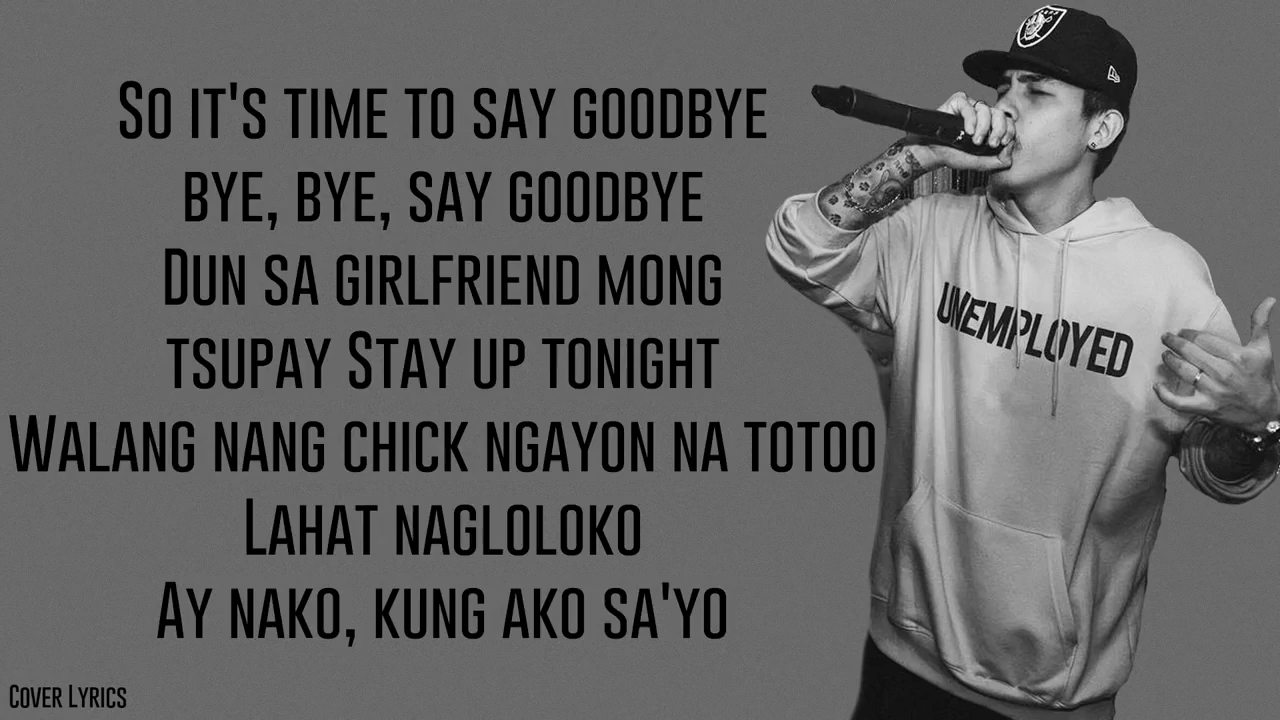 So it's time to say goodbye
bye, bye, say goodbye
Dun sa girlfriend mong
tsupay Stay up tonight
Walang nang chick ngayon na totoo
Lahat nagloloko
Ay nako, kung ako sa'yo
UNEMPLOYED
Cover Lyrics